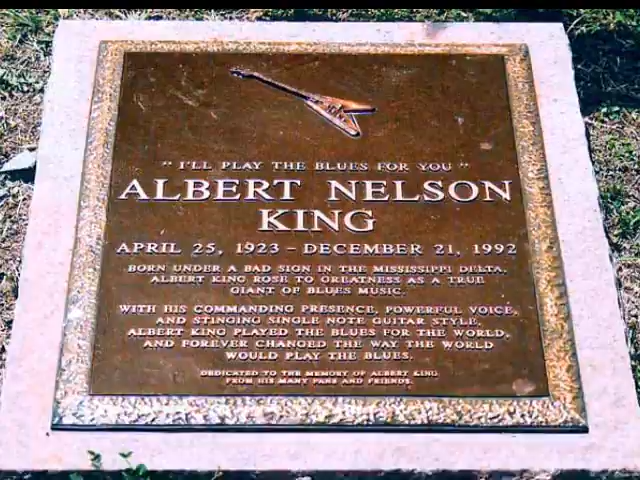 " I'LL PLAY THE BLUES FOR YOU "
ALBERT NELSON
KING
APRIL 25, 1923 – DECEMBER 21, 1992
BORN UNDER A BAD SIGN IN THE MISSISSIPPI DELTA,
ALBERT KING ROSE TO GREATNESS AS A TRUE
GIANT OF BLUES MUSIC.
WITH HIS COMMANDING PRESENCE, POWERFUL VOICE,
AND STINGING SINGLE NOTE GUITAR STYLE,
ALBERT KING PLAYED THE BLUES FOR THE WORLD,
AND FOREVER CHANGED THE WAY THE WORLD
WOULD PLAY THE BLUES.
DEDICATED TO THE MEMORY OF ALBERT KING
FROM HIS MANY FANS AND FRIENDS.